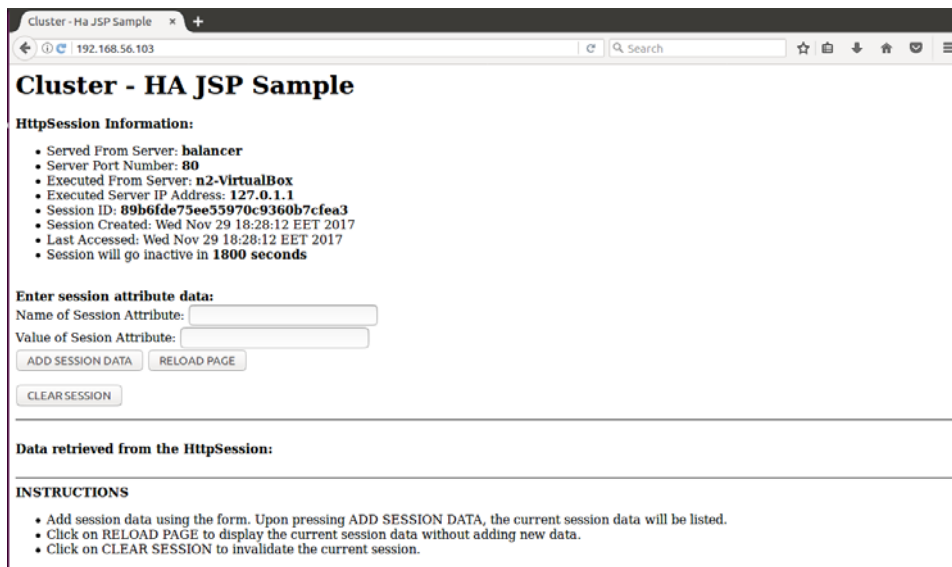 Cluster - Ha JSP Sample
192.168.56.103
Search
Cluster - HA JSP Sample
HttpSession Information:
Served From Server: balancer
Server Port Number: 80
Executed From Server: n2-VirtualBox
Executed Server IP Address: 127.0.1.1
Session ID: 89b6fde75ee55970c9360b7cfea3
Session Created: Wed Nov 29 18:28:12 EET 2017
Last Accessed: Wed Nov 29 18:28:12 EET 2017
Session will go inactive in 1800 seconds
Enter session attribute data:
Name of Session Attribute:
Value of Sesion Attribute:
ADD SESSION DATA RELOAD PAGE
CLEAR SESSION
Data retrieved from the HttpSession:
INSTRUCTIONS
Add session data using the form. Upon pressing ADD SESSION DATA, the current session data will be listed.
Click on RELOAD PAGE to display the current session data without adding new data.
Click on CLEAR SESSION to invalidate the current session.